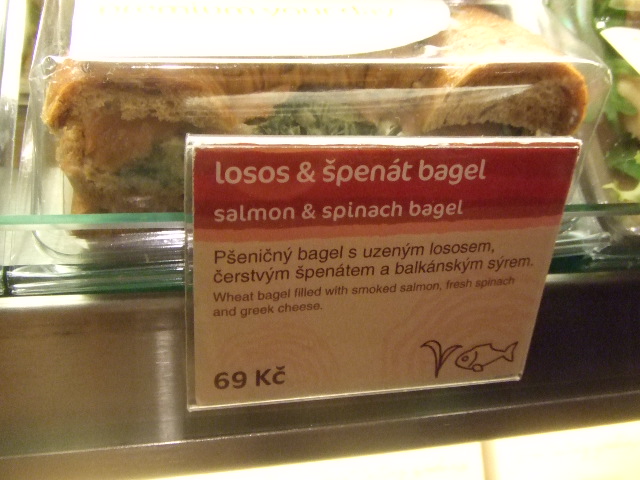 losos & špenát bagel
salmon & spinach bagel
Pšeničný bagel s uzeným lososem,
čerstvým špenátem a balkánským sýrem.
Wheat bagel filled with smoked salmon, fresh spinach
and greek cheese.
69 Kč